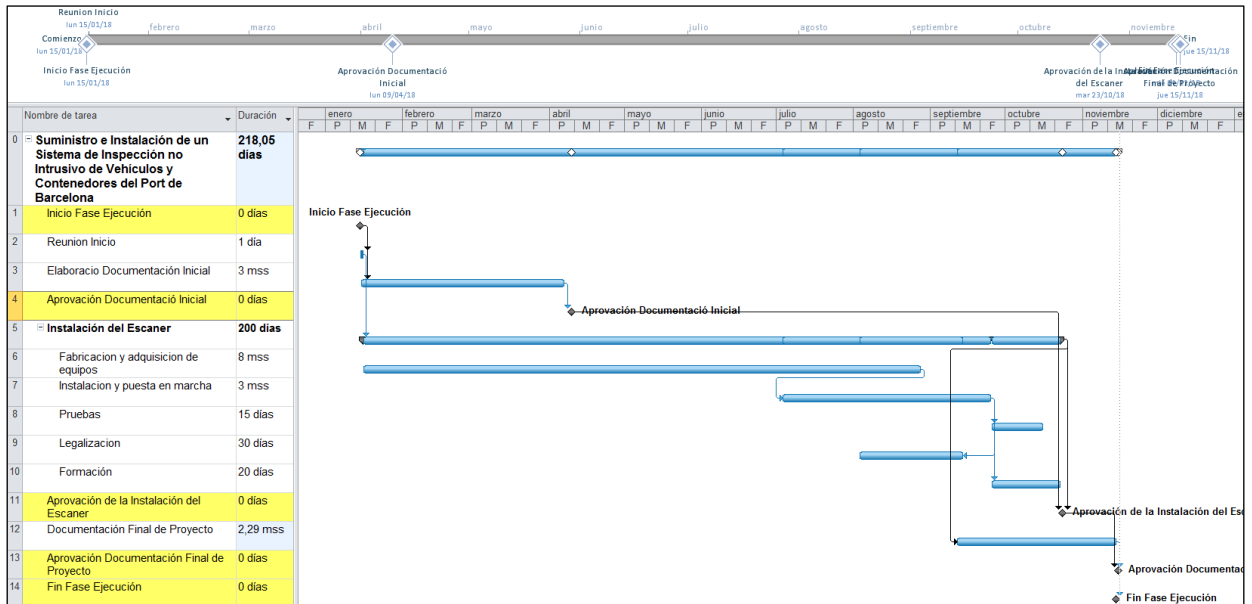 Reunion Inicio
lun 15/01/18
febrero marzo abril mayo junio julio agosto septiembre octubre noviembre
Comienzo
lun 15/01/18
Fin
jue 15/11/18
Inicio Fase Ejecución
lun 15/01/18
Aprovación Documentació
Inicial
lun 09/04/18
Aprovación de la
del Escaner
mar 23/10/18
jue 15/11/18
Nombre de tarea Duración enero febrero marzo abril mayo junio julio agosto septiembre octubre noviembre diciembre e
F P M F P M F P M F P M F P M F P M F P M F P M F P M F P M F P M F P M F
0 Suministro e Instalación de un 218,05
Sistema de Inspección no días
Intrusivo de Vehículos y
Contenedores del Port de
Barcelona
1 Inicio Fase Ejecución 0 días Inicio Fase Ejecución
2 Reunion Inicio 1 día
3 Elaboracio Documentación Inicial 3 mss
4 Aprovación Documentació Inicial 0 días Aprovación Documentació Inicial
5 Instalación del Escaner 200 días
6 Fabricacion y adquisicion de 8 mss
equipos
7 Instalacion y puesta en marcha 3 mss
8 Pruebas 15 días
9 Legalizacion 30 días
10 Formación 20 días
11 Aprovación de la Instalación del 0 días
Escaner Aprovación de la Instalación del Esc
12 Documentación Final de Proyecto 2,29 mss
13 Aprovación Documentación Final de 0 días
Proyecto Aprovación Documentac
14 Fin Fase Ejecución 0 días Fin Fase Ejecución